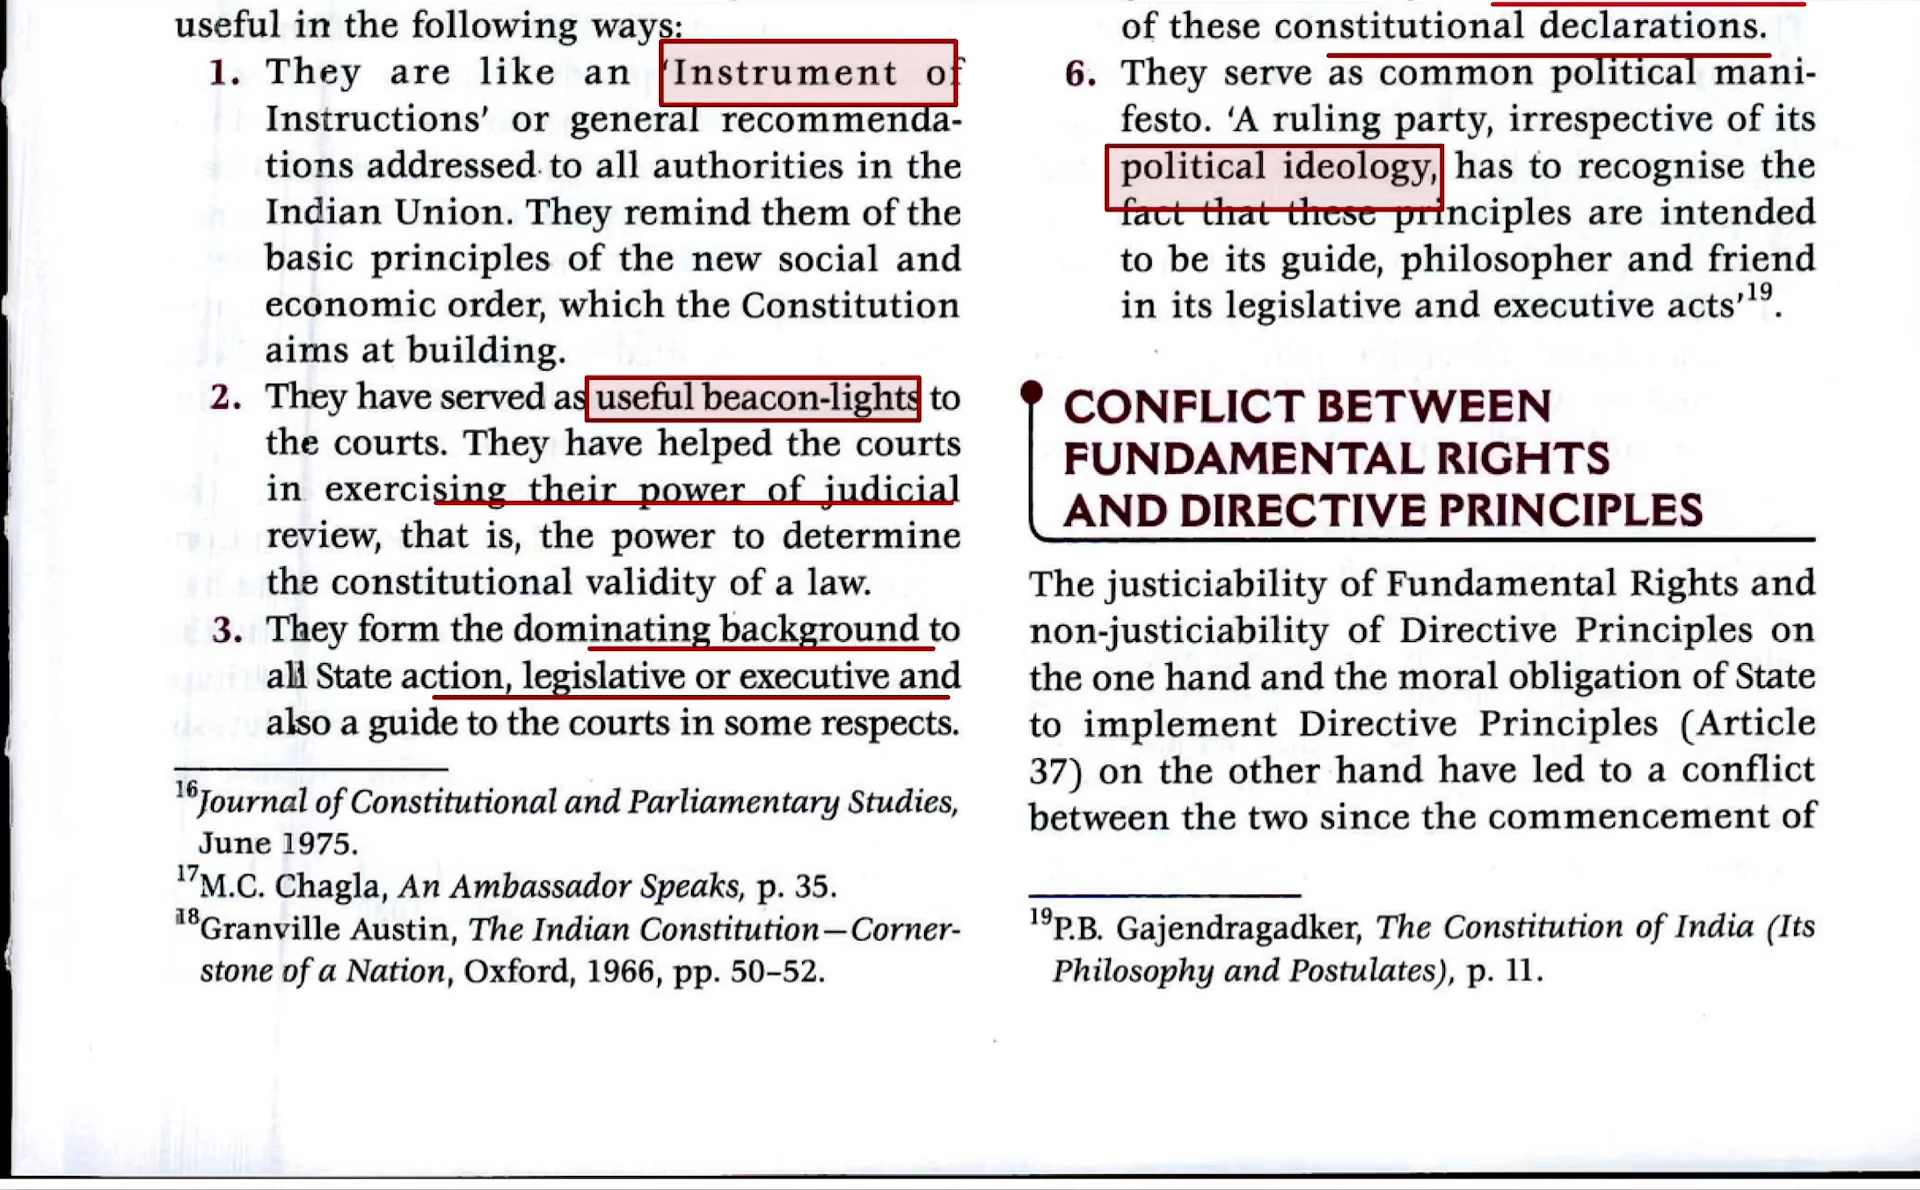 useful in the following ways:
1. They are like an 'Instrument of
Instructions' or general recommenda-
tions addressed to all authorities in the
Indian Union. They remind them of the
basic principles of the new social and
economic order, which the Constitution
aims at building.
2. They have served as useful beacon-lights to
the courts. They have helped the courts
in exercising their power of judicial
review, that is, the power to determine
the constitutional validity of a law.
3. They form the dominating background to
all State action, legislative or executive and
also a guide to the courts in some respects.
16Journal of Constitutional and Parliamentary Studies,
June 1975.
17M.C. Chagla, An Ambassador Speaks, p. 35.
18Granville Austin, The Indian Constitution—Corner-
stone of a Nation, Oxford, 1966, pp. 50–52.
of these constitutional declarations.
6. They serve as common political mani-
festo. 'A ruling party, irrespective of its
political ideology, has to recognise the
fact that these principles are intended
to be its guide, philosopher and friend
in its legislative and executive acts'19.
CONFLICT BETWEEN
FUNDAMENTAL RIGHTS
AND DIRECTIVE PRINCIPLES
The justiciability of Fundamental Rights and
non-justiciability of Directive Principles on
the one hand and the moral obligation of State
to implement Directive Principles (Article
37) on the other hand have led to a conflict
between the two since the commencement of
19P.B. Gajendragadker, The Constitution of India (Its
Philosophy and Postulates), p. 11.